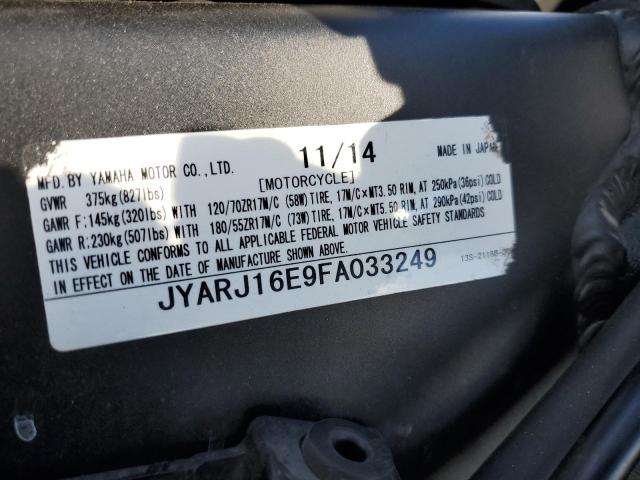 11/14
MADE IN JAPAN
MFD. BY YAMAHA MOTOR CO., LTD.
[MOTORCYCLE]
GVWR 375kg(827lbs)
GAWR F:145kg(320lbs) WITH 120/70ZR17M/C (58W) TIRE, 17M/C×MT3.50 RIM, AT 250kPa(36psi) COLD
GAWR R:230kg(507lbs) WITH 180/55ZR17M/C (73W) TIRE, 17M/C×MT5.50 RIM, AT 290kPa(42psi) COLD
THIS VEHICLE CONFORMS TO ALL APPLICABLE FEDERAL MOTOR VEHICLE SAFETY STANDARDS
IN EFFECT ON THE DATE OF MANUFACTURE SHOWN ABOVE.
JYARJ16E9FA033249